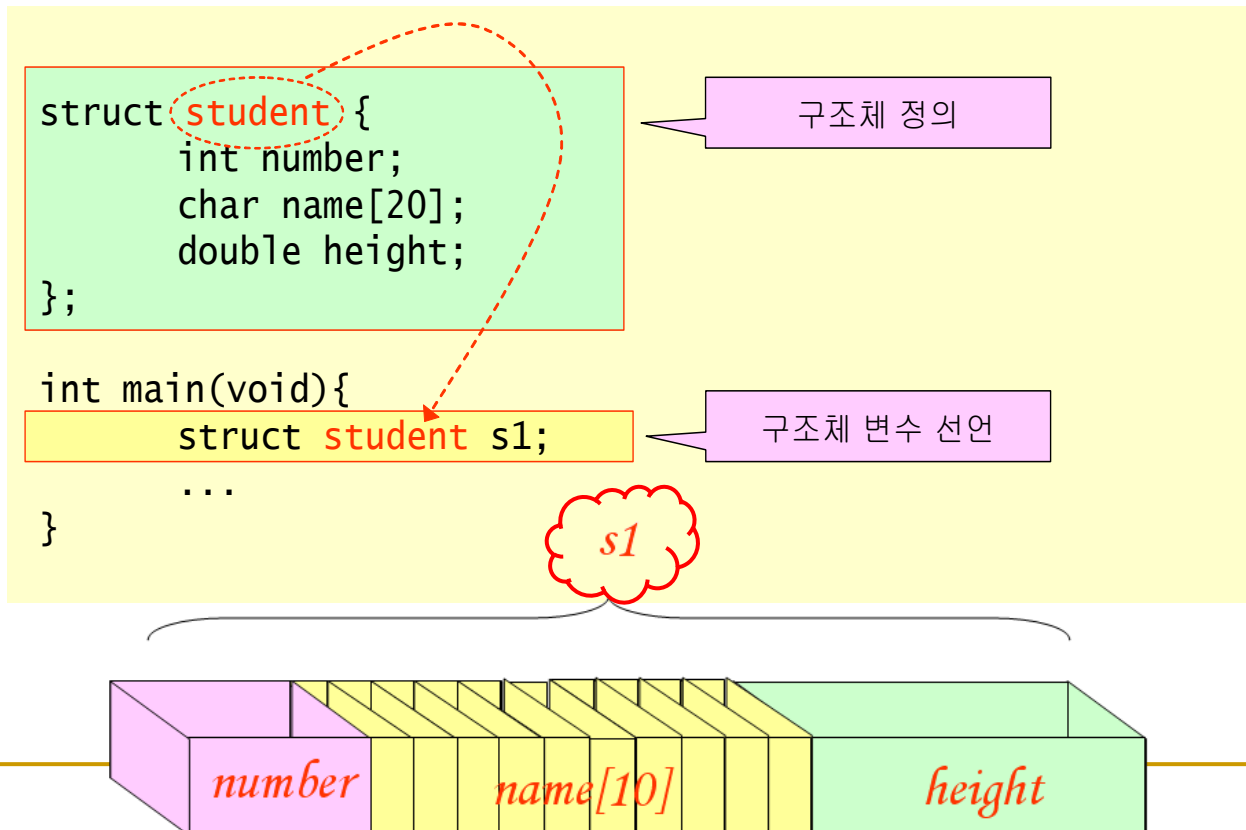 struct student {
int number;
char name[20];
double height;
};
구조체 정의
int main(void){
struct student s1;
...
}
구조체 변수 선언
s1
number
name[10]
height